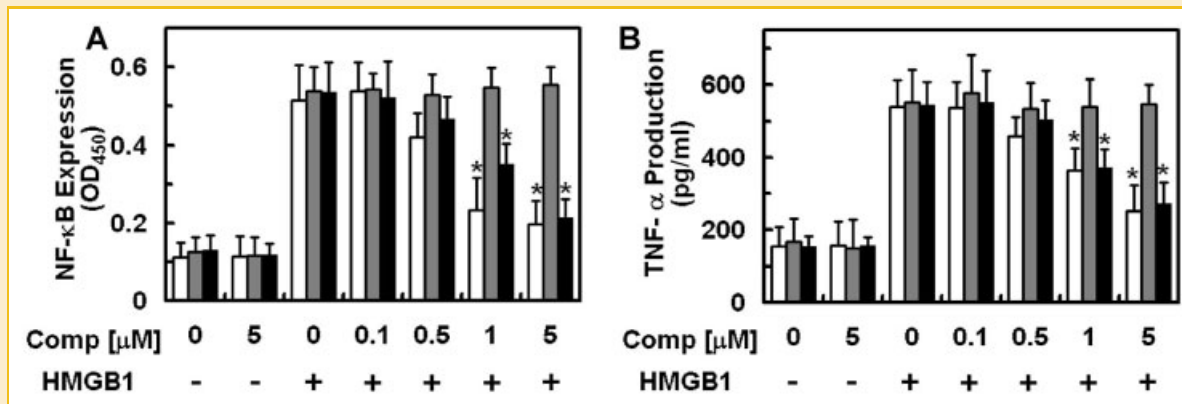 A
NF-κB Expression
(OD450)
0.6
0.4
0.2
0
* * * *
Comp [μM] 0 5 0 0.1 0.5 1 5
HMGB1 - - + + + + +
B
TNF- α Production
(pg/ml)
600
400
200
0
* * * *
0 5 0 0.1 0.5 1 5
Comp [μM]
HMGB1 - - + + + + +